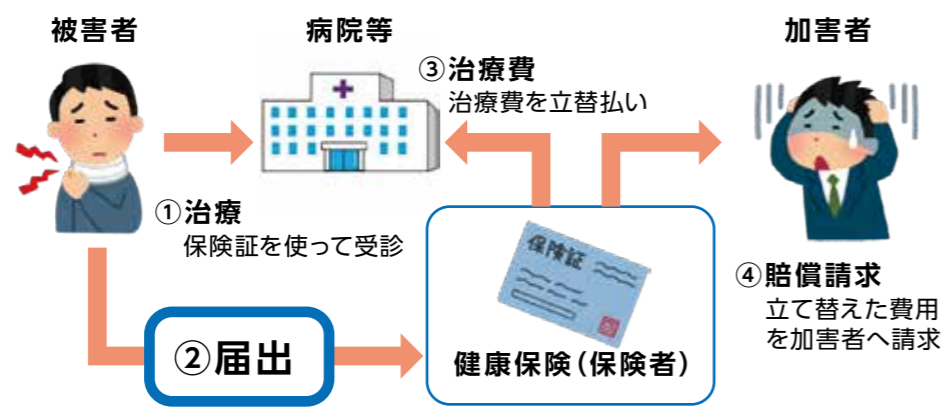 被害者
病院等
加害者
③治療費
治療費を立替払い
①治療
保険証を使って受診
保険証
④賠償請求
立て替えた費用
を加害者へ請求
②届出
健康保険(保険者)